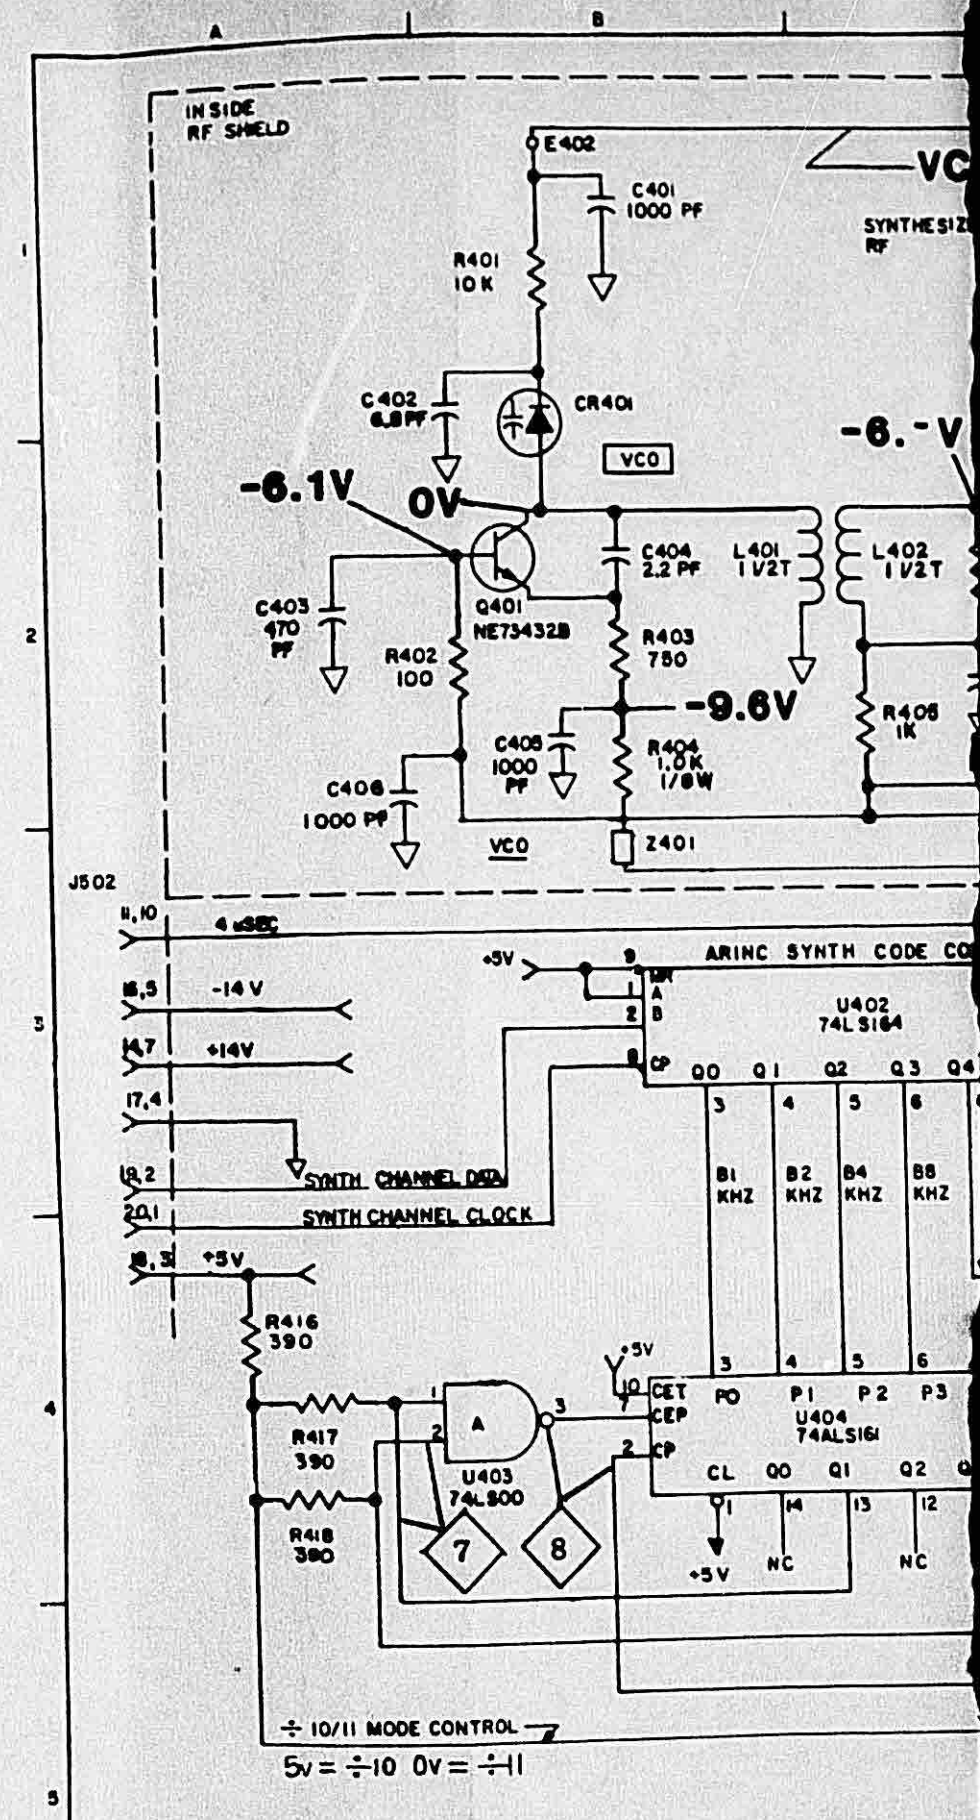 A
B
INSIDE
RF SHIELD
E402
C401
1000 PF
VC
SYNTHESIZ
RF
1
R401
10 K
C402
6.8 PF
CR401
VCO
-6.1V
0V
V
C404
2.2 PF
L401
1 1/2T
L402
1 1/2T
C403
470
PF
Q401
NE73432B
2
R402
100
R403
750
-9.6V
C405
1000
PF
R404
1.0K
1/8W
R405
1K
C406
1000 PF
VCO
Z401
J502
11,10
4 uSEC
+5V
9
ARINC SYNTH CODE CO
16,5
-14 V
1
A
2
B
U402
74LS164
3
14,7
+14V
8
CP
Q0
Q1
Q2
Q3
Q4
17,4
3
4
5
6
19,2
SYNTH CHANNEL DATA
B1
KHZ
B2
KHZ
B4
KHZ
B8
KHZ
20,1
SYNTH CHANNEL CLOCK
18,3
+5V
R416
390
+5V
3
4
5
6
10
CET
P0
P1
P2
P3
7
CEP
U404
74ALS161
4
1
A
3
2
R417
390
2
CP
U403
74LS00
CL
Q0
Q1
Q2
1
14
13
12
R418
390
7
8
+5V
NC
NC
÷ 10/11 MODE CONTROL
5v = ÷10 0v = ÷11
5